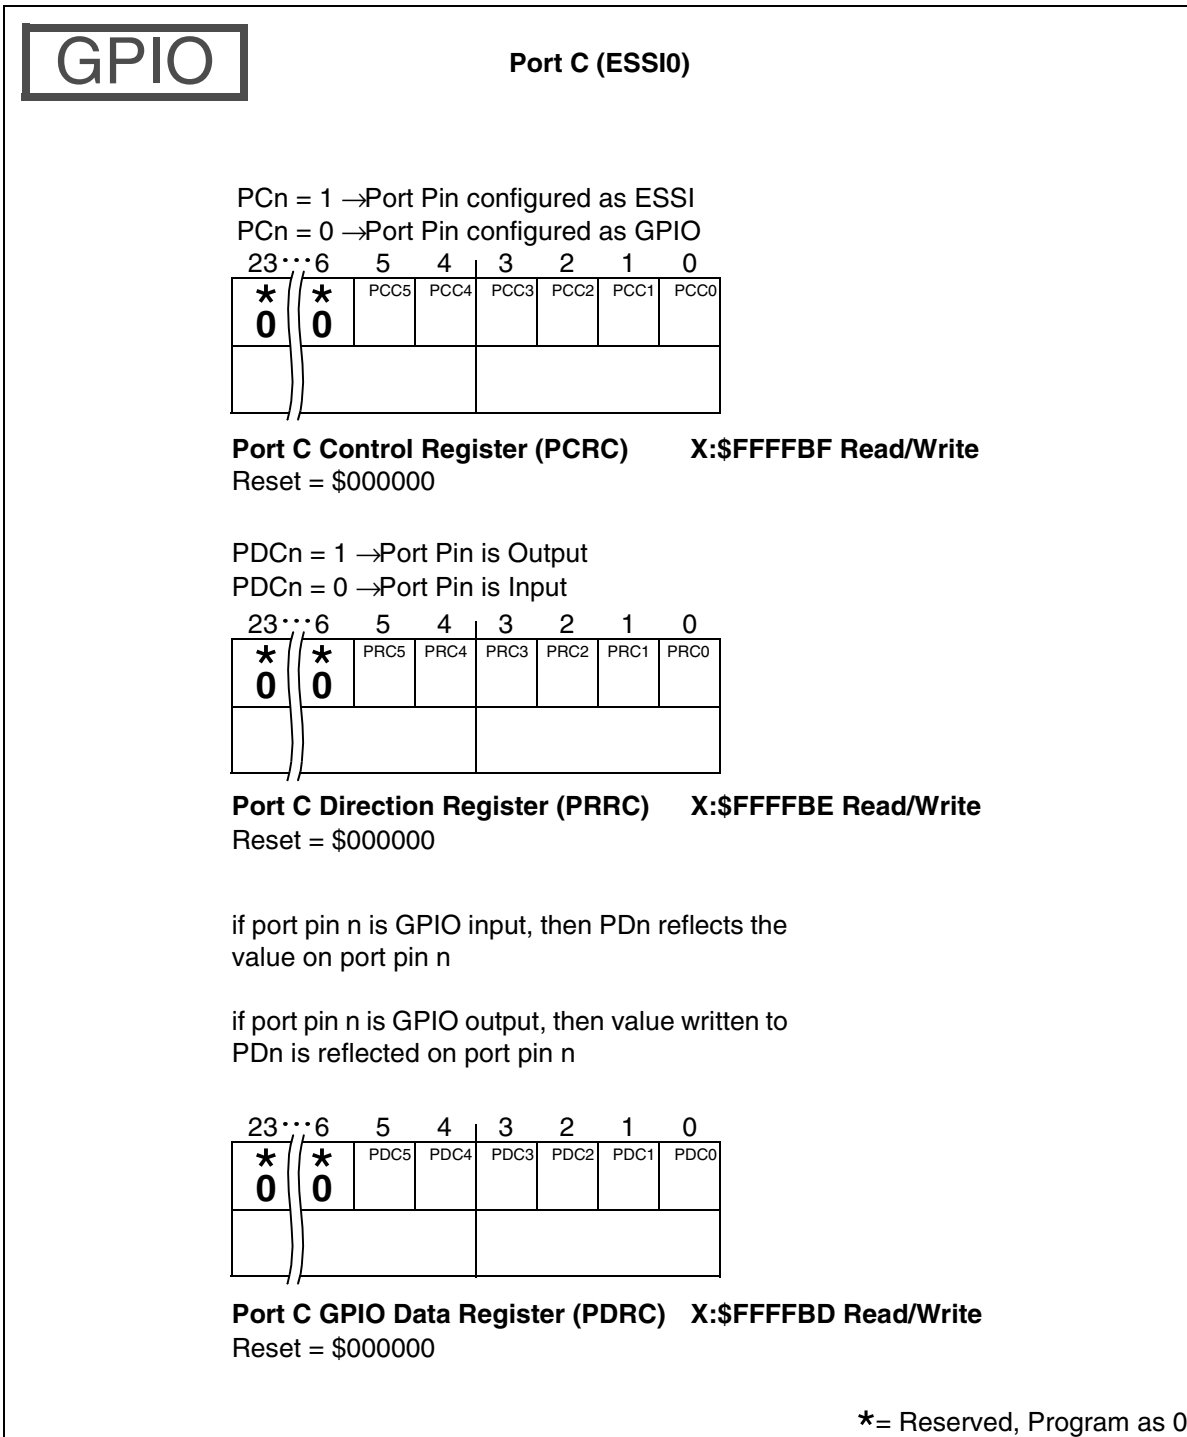 GPIO
Port C (ESSI0)
PCn = 1 →Port Pin configured as ESSI
PCn = 0 →Port Pin configured as GPIO
23 ••• 6 5 4 3 2 1 0
* * PCC5 PCC4 PCC3 PCC2 PCC1 PCC0
0 0
Port C Control Register (PCRC) X:$FFFFBF Read/Write
Reset = $000000
PDCn = 1 →Port Pin is Output
PDCn = 0 →Port Pin is Input
23 ••• 6 5 4 3 2 1 0
* * PRC5 PRC4 PRC3 PRC2 PRC1 PRC0
0 0
Port C Direction Register (PRRC) X:$FFFFBE Read/Write
Reset = $000000
if port pin n is GPIO input, then PDn reflects the
value on port pin n
if port pin n is GPIO output, then value written to
PDn is reflected on port pin n
23 ••• 6 5 4 3 2 1 0
* * PDC5 PDC4 PDC3 PDC2 PDC1 PDC0
0 0
Port C GPIO Data Register (PDRC) X:$FFFFBD Read/Write
Reset = $000000
*= Reserved, Program as 0